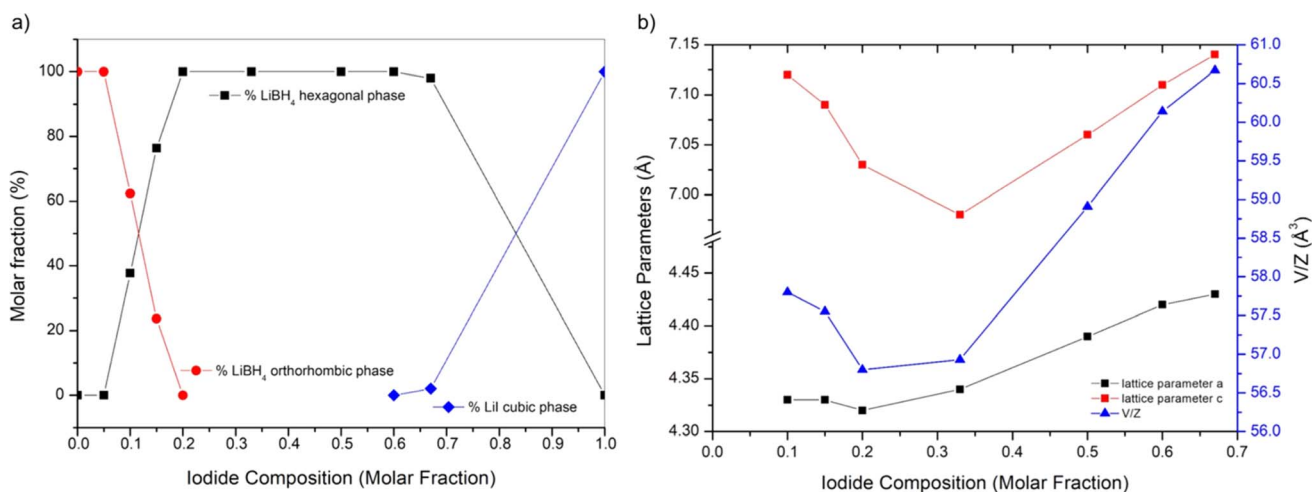 a)
100
80
60
40
20
0
Molar fraction (%)
% LiBH4 hexagonal phase
% LiBH4 orthorhombic phase
% LiI cubic phase
0.0 0.1 0.2 0.3 0.4 0.5 0.6 0.7 0.8 0.9 1.0
Iodide Composition (Molar Fraction)
b)
7.15
7.10
7.05
7.00
4.45
4.40
4.35
4.30
Lattice Parameters (Å)
61.0
60.5
60.0
59.5
59.0
58.5
58.0
57.5
57.0
56.5
56.0
V/Z (Å3)
lattice parameter a
lattice parameter c
V/Z
0.0 0.1 0.2 0.3 0.4 0.5 0.6 0.7
Iodide Composition (Molar Fraction)